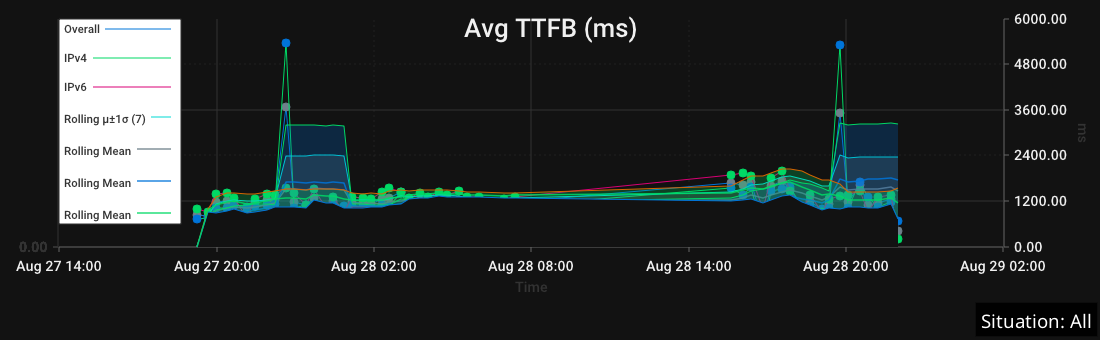 Avg TTFB (ms)
Overall
IPv4
IPv6
Rolling µ±1σ (7)
Rolling Mean
Rolling Mean
Rolling Mean
6000.00
4800.00
3600.00
2400.00
1200.00
0.00
ms
0.00
Aug 27 14:00
Aug 27 20:00
Aug 28 02:00
Aug 28 08:00
Aug 28 14:00
Aug 28 20:00
Aug 29 02:00
Time
Situation: All